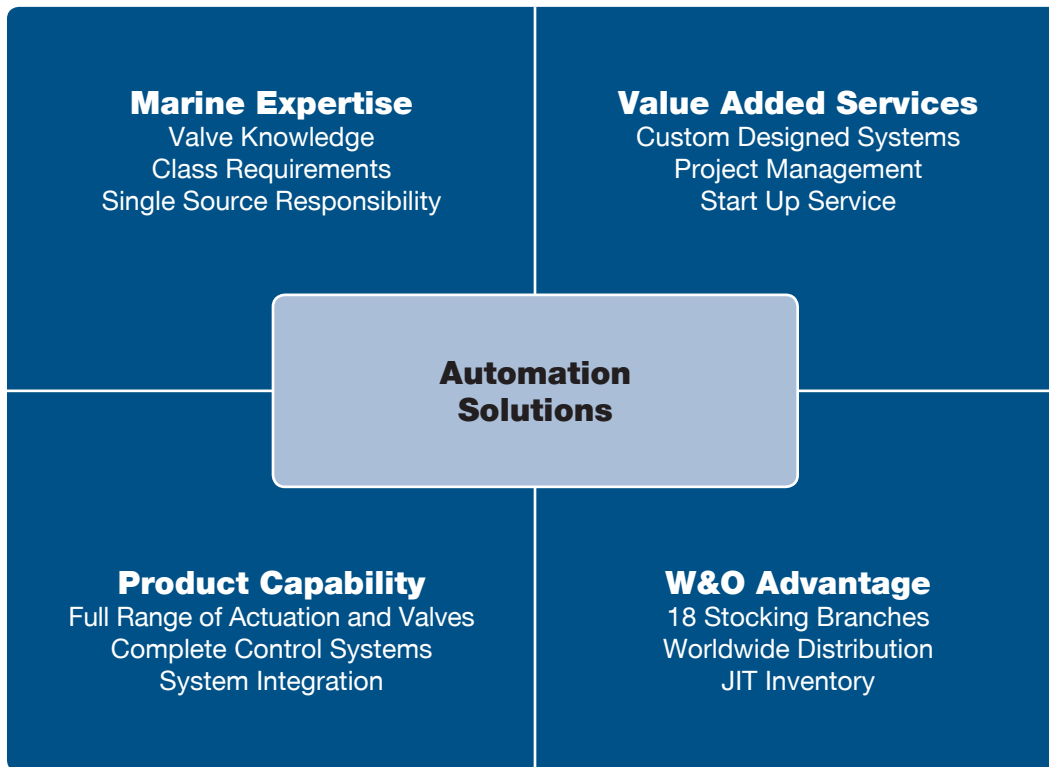 Marine Expertise
Valve Knowledge
Class Requirements
Single Source Responsibility
Value Added Services
Custom Designed Systems
Project Management
Start Up Service
Automation
Solutions
Product Capability
Full Range of Actuation and Valves
Complete Control Systems
System Integration
W&O Advantage
18 Stocking Branches
Worldwide Distribution
JIT Inventory